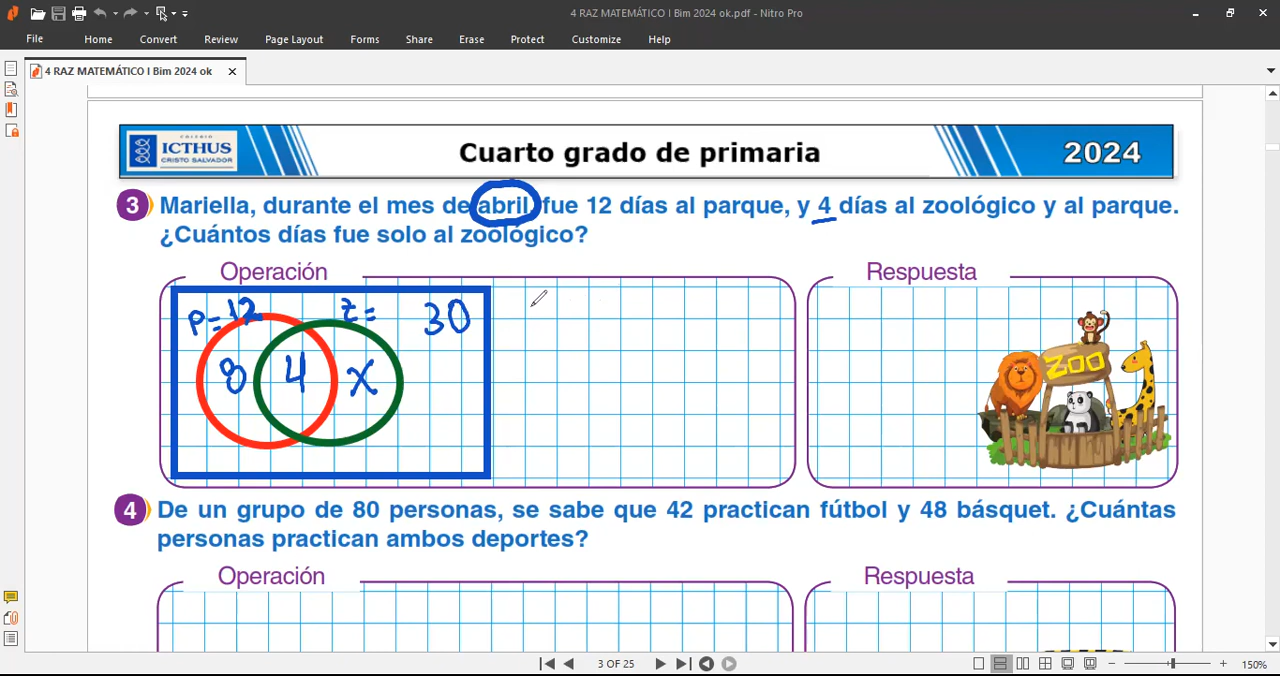 4 RAZ MATEMÁTICO I Bim 2024 ok.pdf - Nitro Pro
File Home Convert Review Page Layout Forms Share Erase Protect Customize Help
4 RAZ MATEMÁTICO I Bim 2024 ok
COLEGIO
ICTHUS
CRISTO SALVADOR
Cuarto grado de primaria
2024
3 Mariella, durante el mes de abril, fue 12 días al parque, y 4 días al zoológico y al parque.
¿Cuántos días fue solo al zoológico?
Operación
Respuesta
P=12 z= 30
8 4 x
ZOO
4 De un grupo de 80 personas, se sabe que 42 practican fútbol y 48 básquet. ¿Cuántas
personas practican ambos deportes?
Operación
Respuesta
3 OF 25
150%